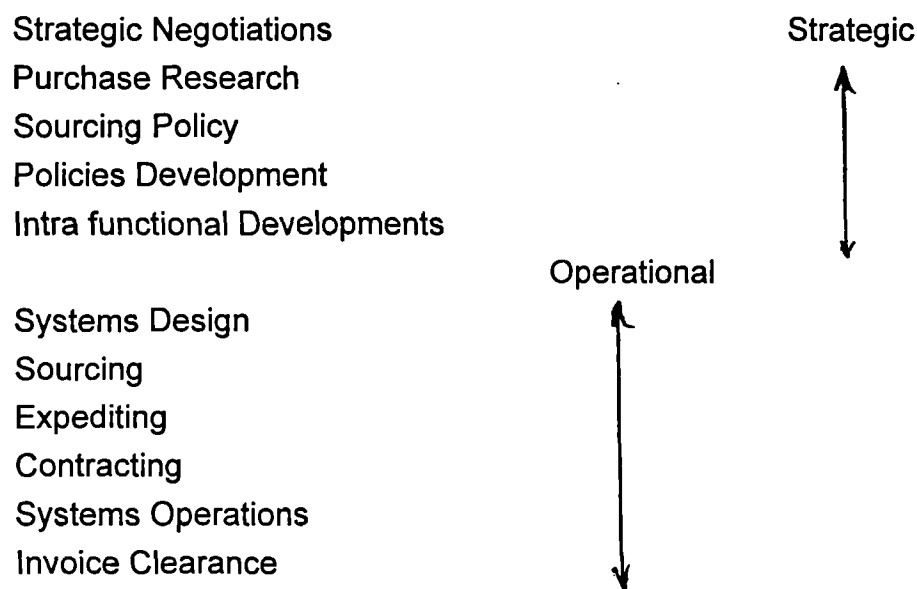 Strategic Negotiations Strategic
Purchase Research
Sourcing Policy
Policies Development
Intra functional Developments
Operational
Systems Design
Sourcing
Expediting
Contracting
Systems Operations
Invoice Clearance